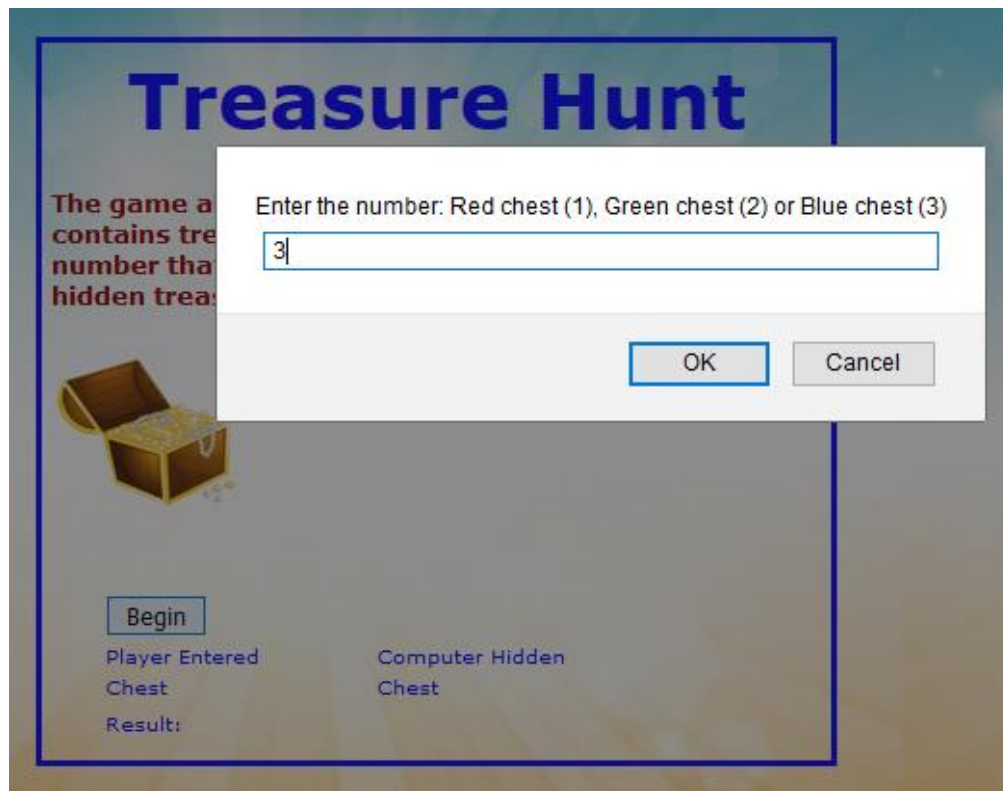 Treasure Hunt
The game a
contains tre
number tha
hidden trea
Enter the number: Red chest (1), Green chest (2) or Blue chest (3)
3
OK Cancel
Begin
Player Entered Computer Hidden
Chest Chest
Result: